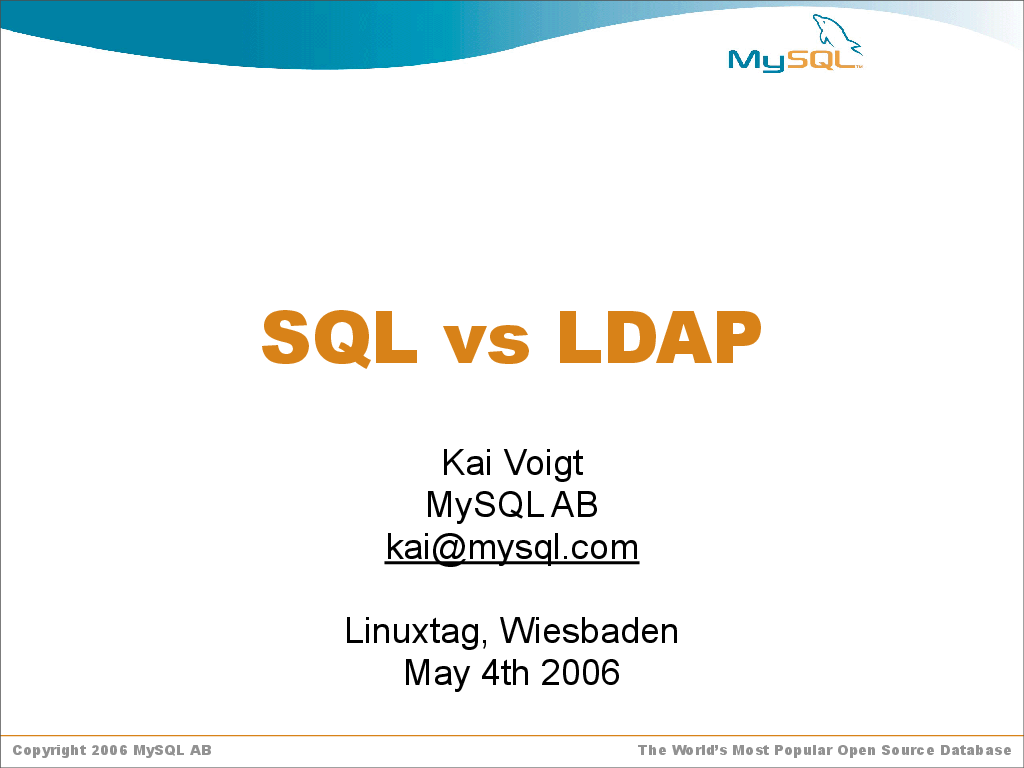 MySQL™
SQL vs LDAP
Kai Voigt
MySQL AB
kai@mysql.com
Linuxtag, Wiesbaden
May 4th 2006
Copyright 2006 MySQL AB
The World’s Most Popular Open Source Database